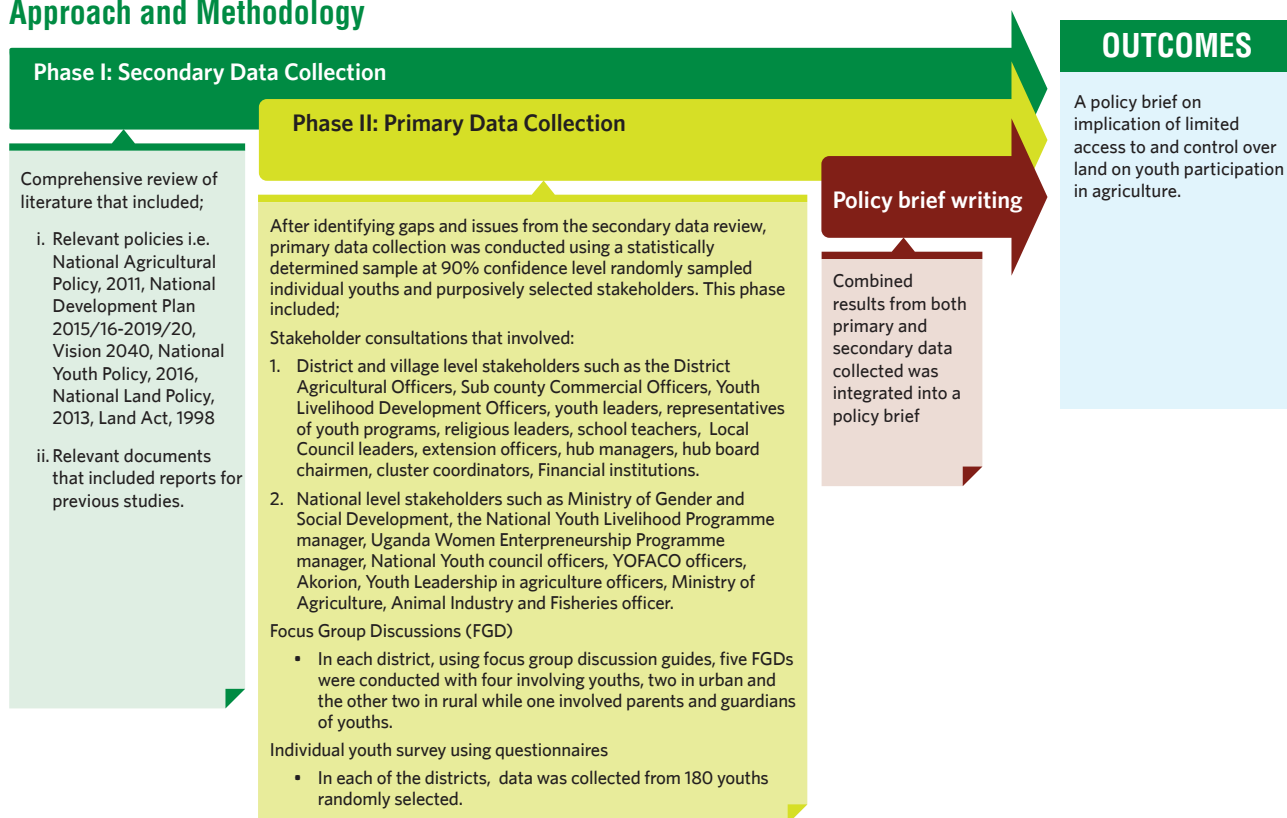 Approach and Methodology
Phase I: Secondary Data Collection
Comprehensive review of
literature that included;
i. Relevant policies i.e.
National Agricultural
Policy, 2011, National
Development Plan
2015/16-2019/20,
Vision 2040, National
Youth Policy, 2016,
National Land Policy,
2013, Land Act, 1998
ii. Relevant documents
that included reports for
previous studies.
Phase II: Primary Data Collection
After identifying gaps and issues from the secondary data review,
primary data collection was conducted using a statistically
determined sample at 90% confidence level randomly sampled
individual youths and purposively selected stakeholders. This phase
included;
Stakeholder consultations that involved:
1. District and village level stakeholders such as the District
Agricultural Officers, Sub county Commercial Officers, Youth
Livelihood Development Officers, youth leaders, representatives
of youth programs, religious leaders, school teachers, Local
Council leaders, extension officers, hub managers, hub board
chairmen, cluster coordinators, Financial institutions.
2. National level stakeholders such as Ministry of Gender and
Social Development, the National Youth Livelihood Programme
manager, Uganda Women Enterpreneurship Programme
manager, National Youth council officers, YOFACO officers,
Akorion, Youth Leadership in agriculture officers, Ministry of
Agriculture, Animal Industry and Fisheries officer.
Focus Group Discussions (FGD)
• In each district, using focus group discussion guides, five FGDs
were conducted with four involving youths, two in urban and
the other two in rural while one involved parents and guardians
of youths.
Individual youth survey using questionnaires
• In each of the districts, data was collected from 180 youths
randomly selected.
Policy brief writing
Combined
results from both
primary and
secondary data
collected was
integrated into a
policy brief
OUTCOMES
A policy brief on
implication of limited
access to and control over
land on youth participation
in agriculture.